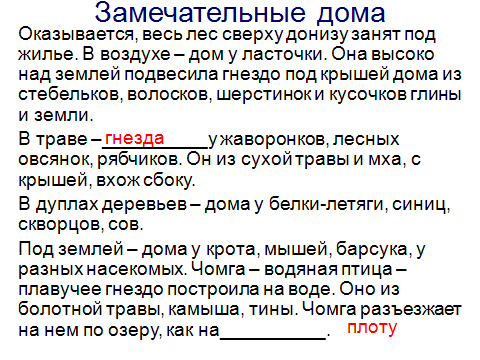 Замечательные дома
Оказывается, весь лес сверху донизу занят под
жилье. В воздухе – дом у ласточки. Она высоко
над землей подвесила гнездо под крышей дома из
стебельков, волосков, шерстинок и кусочков глины
и земли.
В траве – гнезда у жаворонков, лесных
овсянок, рябчиков. Он из сухой травы и мха, с
крышей, вхож сбоку.
В дуплах деревьев – дома у белки-летяги, синиц,
скворцов, сов.
Под землей – дома у крота, мышей, барсука, у
разных насекомых. Чомга – водяная птица –
плавучее гнездо построила на воде. Оно из
болотной травы, камыша, тины. Чомга разъезжает
на нем по озеру, как на__________. плоту